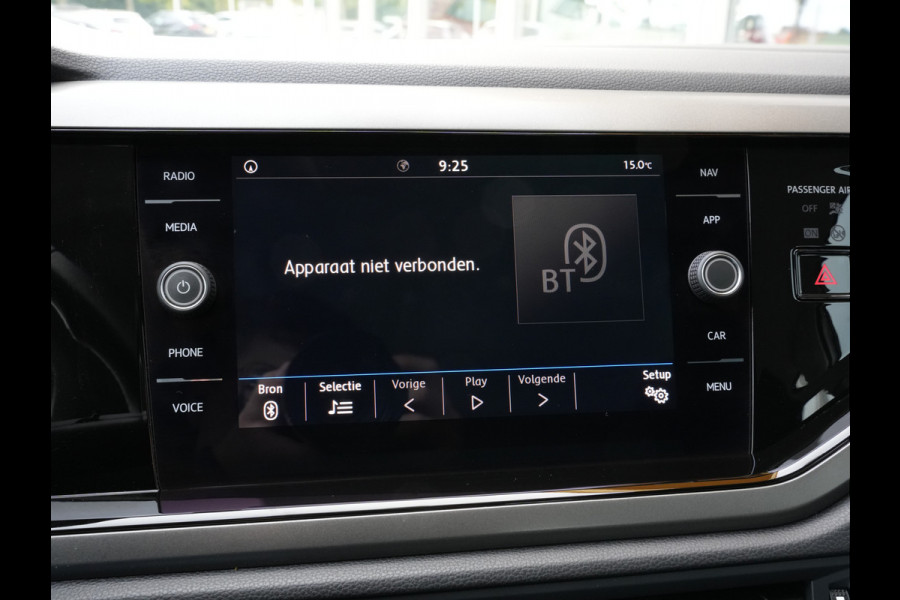 RADIO
MEDIA
PHONE
VOICE
9:25
15.0°C
Apparaat niet verbonden.
BT
Bron
Selectie
Vorige
Play
Volgende
Setup
NAV
APP
CAR
MENU
PASSENGER AIR
OFF
ON